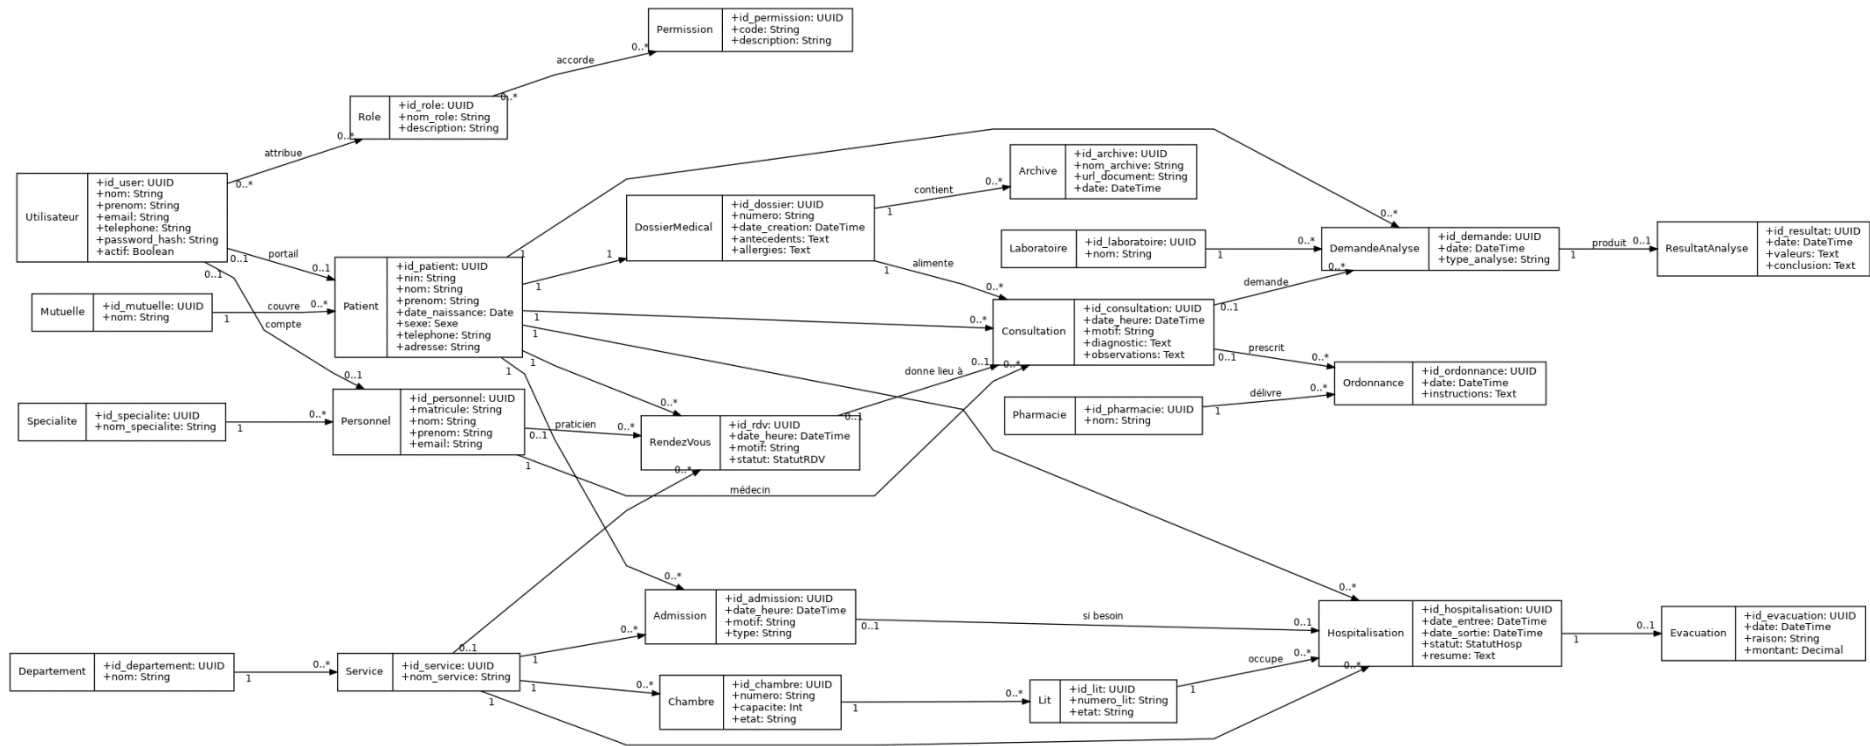 Permission
+id_permission: UUID
+code: String
+description: String
0..*
accorde
0..*
Role
+id_role: UUID
+nom_role: String
+description: String
0..*
attribue
0..*
Utilisateur
+id_user: UUID
+nom: String
+prenom: String
+email: String
+telephone: String
+password_hash: String
+actif: Boolean
0..1
portail
0..1
0..1
compte
0..1
Mutuelle
+id_mutuelle: UUID
+nom: String
1
couvre
0..*
Patient
+id_patient: UUID
+nin: String
+nom: String
+prenom: String
+date_naissance: Date
+sexe: Sexe
+telephone: String
+adresse: String
1
1
1
1
1
1
1
DossierMedical
+id_dossier: UUID
+numero: String
+date_creation: DateTime
+antecedents: Text
+allergies: Text
1
contient
0..*
1
alimente
0..*
Archive
+id_archive: UUID
+nom_archive: String
+url_document: String
+date: DateTime
Laboratoire
+id_laboratoire: UUID
+nom: String
1
0..*
0..*
DemandeAnalyse
+id_demande: UUID
+date: DateTime
+type_analyse: String
1
produit
0..1
ResultatAnalyse
+id_resultat: UUID
+date: DateTime
+valeurs: Text
+conclusion: Text
0..*
Consultation
+id_consultation: UUID
+date_heure: DateTime
+motif: String
+diagnostic: Text
+observations: Text
0..1
demande
0..*
0..1
prescrit
0..*
Ordonnance
+id_ordonnance: UUID
+date: DateTime
+instructions: Text
Pharmacie
+id_pharmacie: UUID
+nom: String
1
délivre
0..*
Specialite
+id_specialite: UUID
+nom_specialite: String
1
0..*
Personnel
+id_personnel: UUID
+matricule: String
+nom: String
+prenom: String
+email: String
0..1
praticien
0..*
1
médecin
0..*
0..*
RendezVous
+id_rdv: UUID
+date_heure: DateTime
+motif: String
+statut: StatutRDV
0..1
donne lieu à
0..1
0..*
0..*
Admission
+id_admission: UUID
+date_heure: DateTime
+motif: String
+type: String
0..1
si besoin
0..1
0..*
Hospitalisation
+id_hospitalisation: UUID
+date_entree: DateTime
+date_sortie: DateTime
+statut: StatutHosp
+resume: Text
1
0..1
Evacuation
+id_evacuation: UUID
+date: DateTime
+raison: String
+montant: Decimal
Departement
+id_departement: UUID
+nom: String
1
0..*
Service
+id_service: UUID
+nom_service: String
0..1
1
0..*
1
0..*
1
0..*
Chambre
+id_chambre: UUID
+numero: String
+capacite: Int
+etat: String
1
0..*
Lit
+id_lit: UUID
+numero_lit: String
+etat: String
1
occupe
0..*